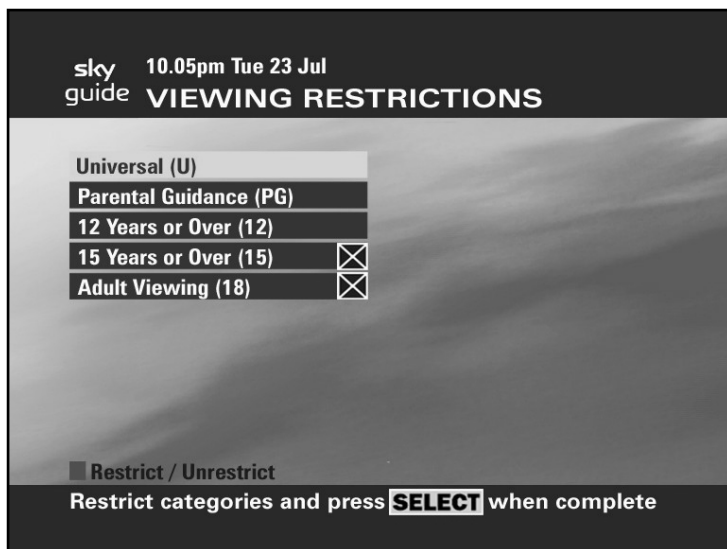 sky guide
10.05pm Tue 23 Jul
VIEWING RESTRICTIONS
Universal (U)
Parental Guidance (PG)
12 Years or Over (12)
15 Years or Over (15)
Adult Viewing (18)
Restrict / Unrestrict
Restrict categories and press SELECT when complete